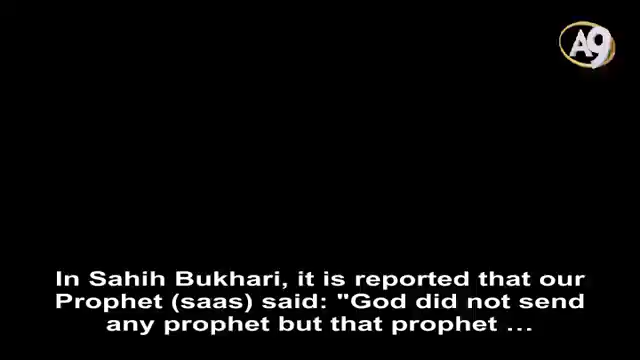 A9
In Sahih Bukhari, it is reported that our
Prophet (saas) said: "God did not send
any prophet but that prophet ...